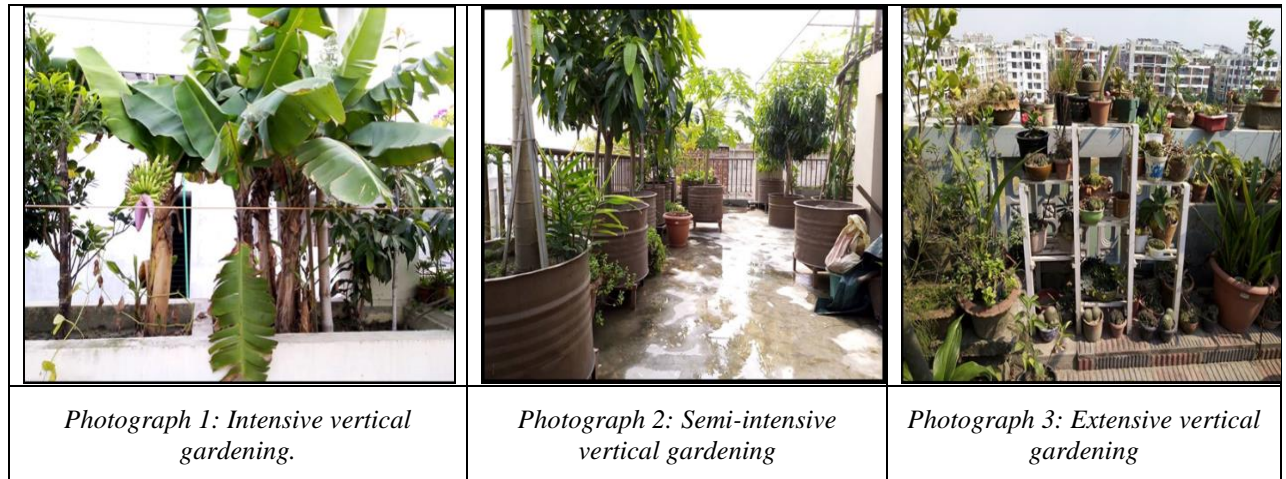 Photograph 1: Intensive vertical
gardening.
Photograph 2: Semi-intensive
vertical gardening
Photograph 3: Extensive vertical
gardening